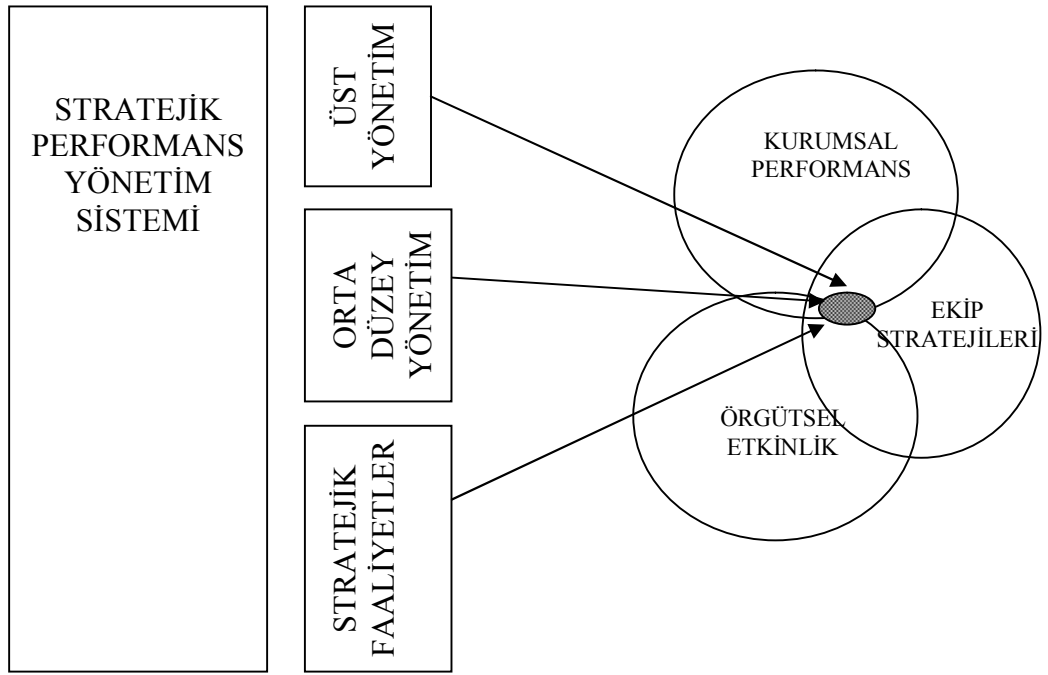 STRATEJİK
PERFORMANS
YÖNETİM
SİSTEMİ
ÜST
YÖNETİM
ORTA
DÜZEY
YÖNETİM
STRATEJİK
FAALİYETLER
KURUMSAL
PERFORMANS
EKİP
STRATEJİLERİ
ÖRGÜTSEL
ETKİNLİK